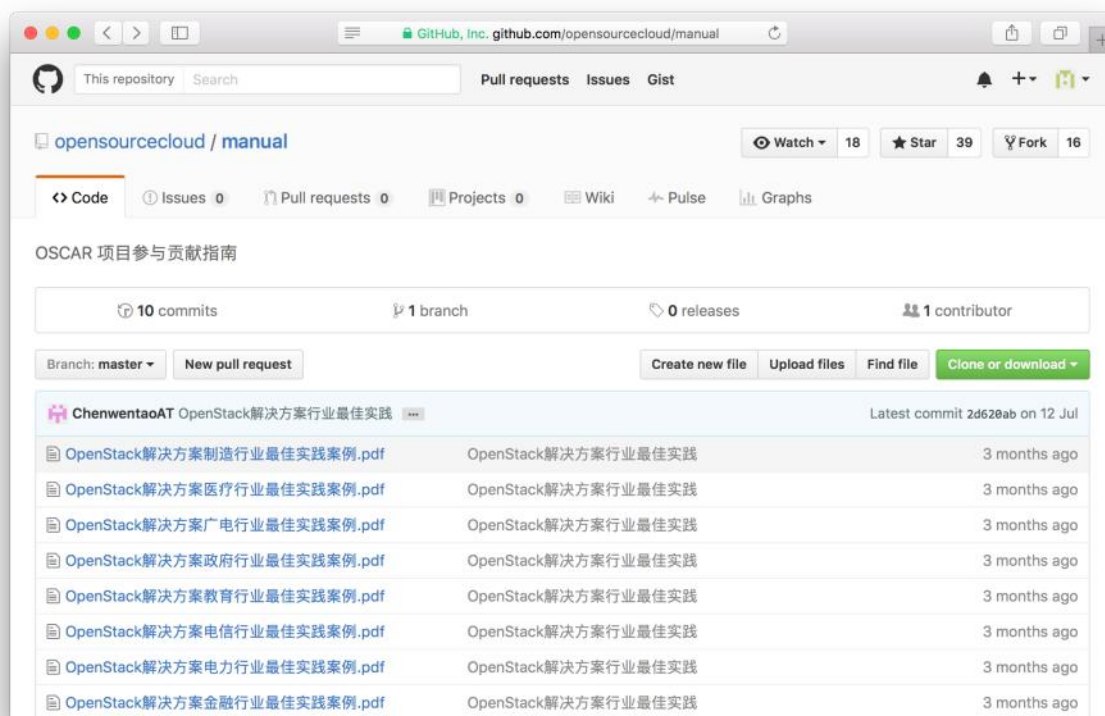 GitHub, Inc. github.com/opensourcecloud/manual
This repository Search Pull requests Issues Gist
opensourcecloud / manual Watch 18 Star 39 Fork 16
Code Issues 0 Pull requests 0 Projects 0 Wiki Pulse Graphs
OSCAR 项目参与贡献指南
10 commits 1 branch 0 releases 1 contributor
Branch: master New pull request Create new file Upload files Find file Clone or download
ChenwentaoAT OpenStack解决方案行业最佳实践 ... Latest commit 2d620ab on 12 Jul
OpenStack解决方案制造行业最佳实践案例.pdf OpenStack解决方案行业最佳实践 3 months ago
OpenStack解决方案医疗行业最佳实践案例.pdf OpenStack解决方案行业最佳实践 3 months ago
OpenStack解决方案广电行业最佳实践案例.pdf OpenStack解决方案行业最佳实践 3 months ago
OpenStack解决方案政府行业最佳实践案例.pdf OpenStack解决方案行业最佳实践 3 months ago
OpenStack解决方案教育行业最佳实践案例.pdf OpenStack解决方案行业最佳实践 3 months ago
OpenStack解决方案电信行业最佳实践案例.pdf OpenStack解决方案行业最佳实践 3 months ago
OpenStack解决方案电力行业最佳实践案例.pdf OpenStack解决方案行业最佳实践 3 months ago
OpenStack解决方案金融行业最佳实践案例.pdf OpenStack解决方案行业最佳实践 3 months ago